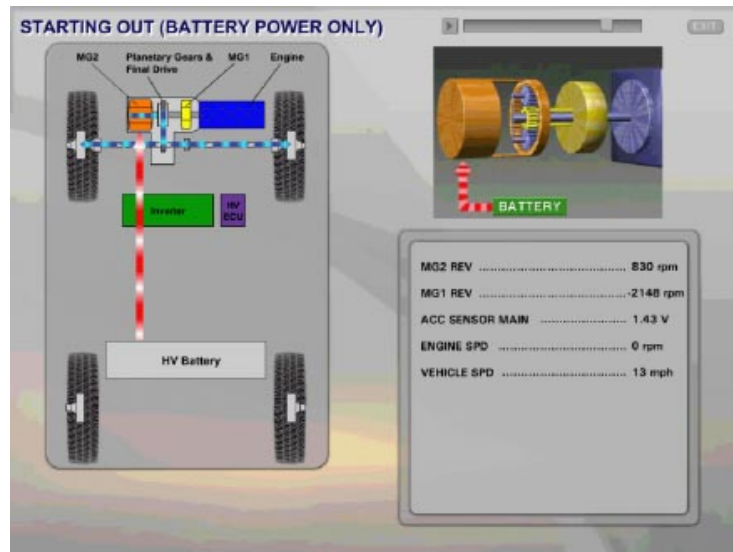 STARTING OUT (BATTERY POWER ONLY)
EXIT
MG2
Planetary Gears &
Final Drive
MG1
Engine
Inverter
HV
ECU
HV Battery
BATTERY
MG2 REV ........................................ 830 rpm
MG1 REV ........................................ -2148 rpm
ACC SENSOR MAIN ........................ 1.43 V
ENGINE SPD .................................. 0 rpm
VEHICLE SPD ................................. 13 mph